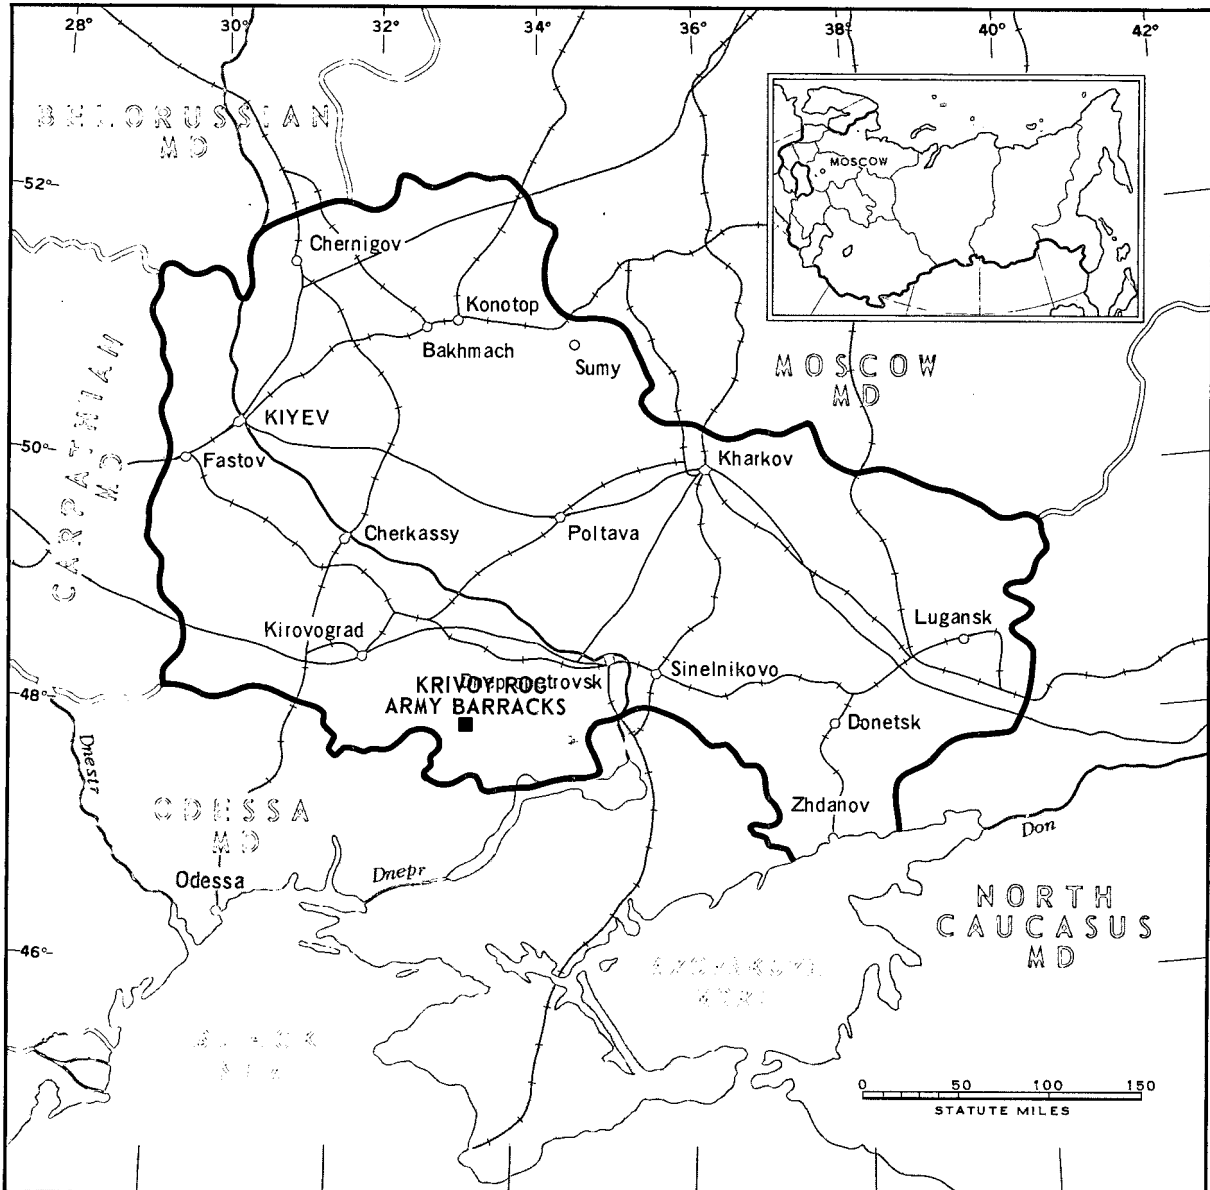 28° 30° 32° 34° 36° 38° 40° 42°
BELORUSSIAN
MD
MOSCOW
52°
Chernigov
Konotop
Bakhmach
Sumy
MOSCOW
MD
CARPATHIAN
MD
KIYEV
50°
Fastov
Kharkov
Cherkassy
Poltava
Kirovograd
Lugansk
Sinelnikovo
48°
Dnepropetrovsk
KRIVOY ROG
ARMY BARRACKS
Donetsk
Dnestr
ODESSA
MD
Zhdanov
Don
Odessa
Dnepr
NORTH
CAUCASUS
MD
46°
0 50 100 150
STATUTE MILES